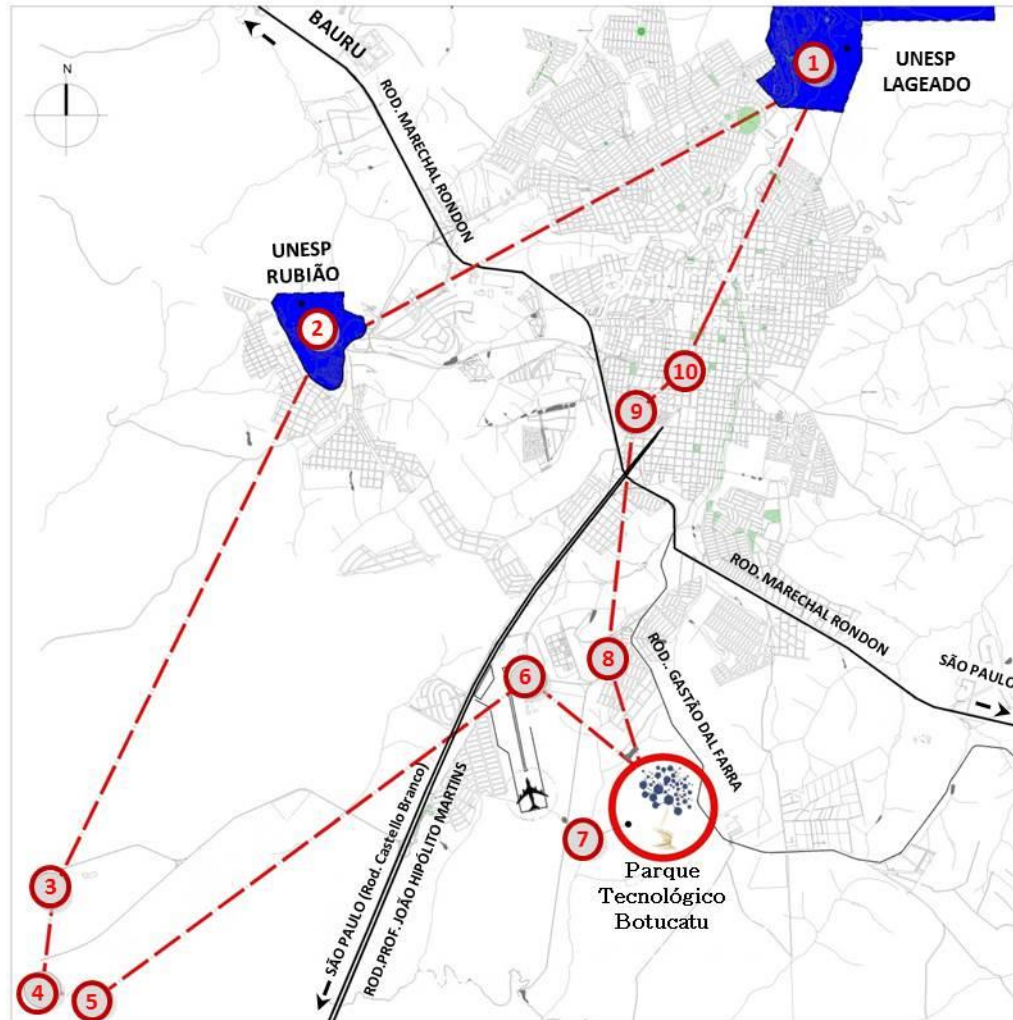 BAURU
N
1
UNESP
LAGEADO
ROD. MARECHAL RONDON
UNESP
RUBIÃO
2
10
9
ROD. MARECHAL RONDON
SÃO PAULO
8
6
ROD.. GASTÃO DAL FARRA
7
Parque
Tecnológico
Botucatu
SÃO PAULO (Rod. Castello Branco)
ROD.PROF. JOÃO HIPÓLITO MARTINS
3
4
5